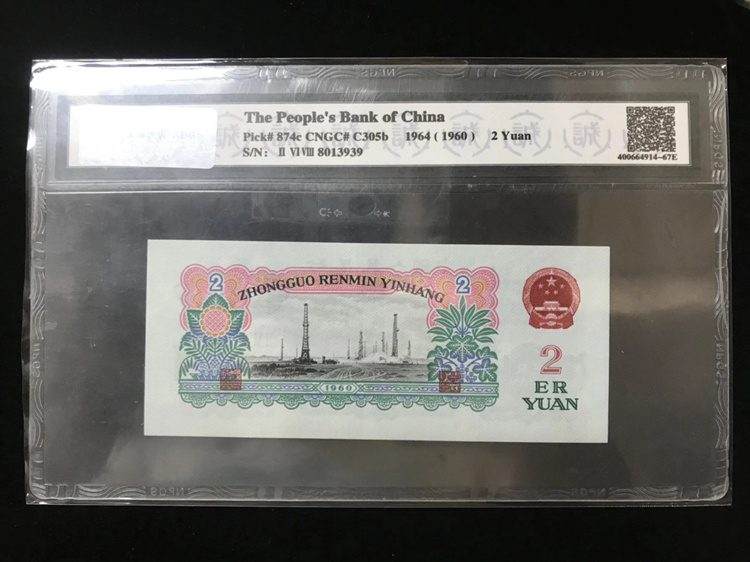 The People's Bank of China
Pick# 874c CNGC# C305b 1964 ( 1960 ) 2 Yuan
S/N: Ⅱ Ⅵ Ⅷ 8013939
400664914-67E
2 2
ZHONGGUO RENMIN YINHANG
1960
2
ER
YUAN